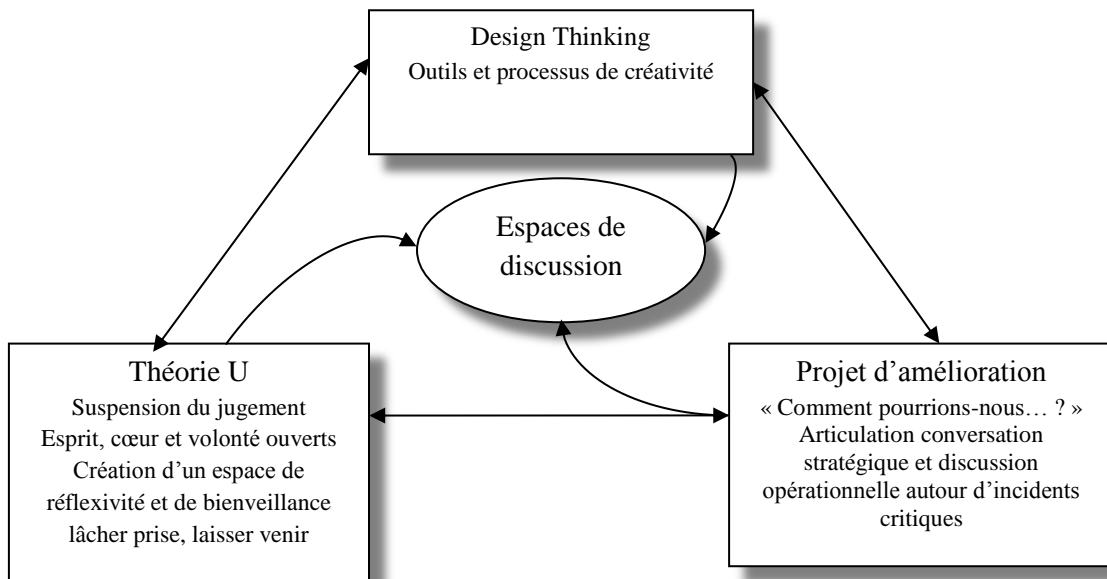 Design Thinking
Outils et processus de créativité
Espaces de
discussion
Théorie U
Suspension du jugement
Esprit, cœur et volonté ouverts
Création d’un espace de
réflexivité et de bienveillance
lâcher prise, laisser venir
Projet d’amélioration
« Comment pourrions-nous… ? »
Articulation conversation
stratégique et discussion
opérationnelle autour d’incidents
critiques